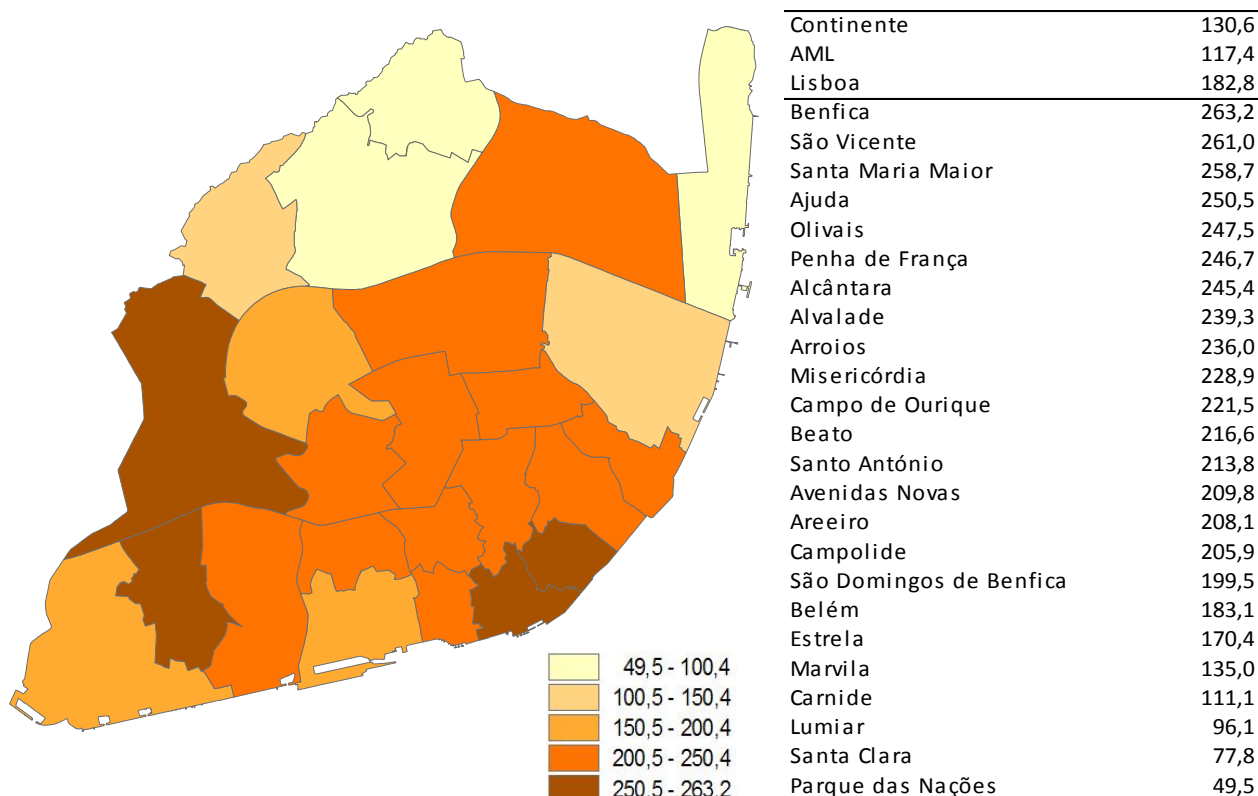 Continente 130,6
AML 117,4
Lisboa 182,8
Benfica 263,2
São Vicente 261,0
Santa Maria Maior 258,7
Ajuda 250,5
Olivais 247,5
Penha de França 246,7
Alcântara 245,4
Alvalade 239,3
Arroios 236,0
Misericórdia 228,9
Campo de Ourique 221,5
Beato 216,6
Santo António 213,8
Avenidas Novas 209,8
Areeiro 208,1
Campolide 205,9
São Domingos de Benfica 199,5
Belém 183,1
Estrela 170,4
Marvila 135,0
Carnide 111,1
Lumiar 96,1
Santa Clara 77,8
Parque das Nações 49,5
49,5 - 100,4
100,5 - 150,4
150,5 - 200,4
200,5 - 250,4
250,5 - 263,2